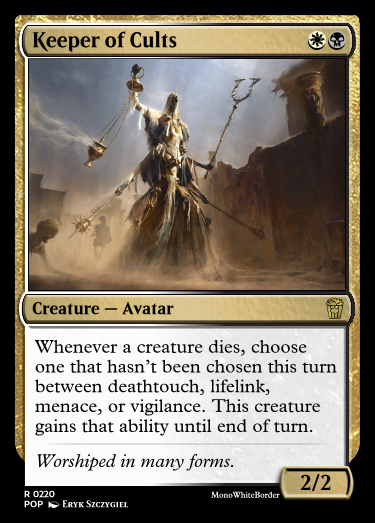 Keeper of Cults
Creature — Avatar
Whenever a creature dies, choose
one that hasn't been chosen this turn
between deathtouch, lifelink,
menace, or vigilance. This creature
gains that ability until end of turn.
Worshiped in many forms.
2/2
R 0220
POP Eryk Szczygiel
MonoWhiteBorder